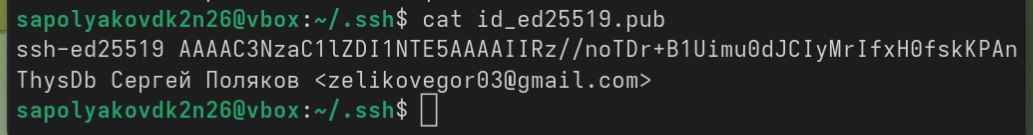 sapolyakovdk2n26@vbox:~/.ssh$ cat id_ed25519.pub
ssh-ed25519 AAAAC3NzaC1lZDI1NTE5AAAAIIRz//noTDr+B1Uimu0dJCIyMrIfxH0fskKPAn
ThysDb Сергей Поляков <zelikovegor03@gmail.com>
sapolyakovdk2n26@vbox:~/.ssh$